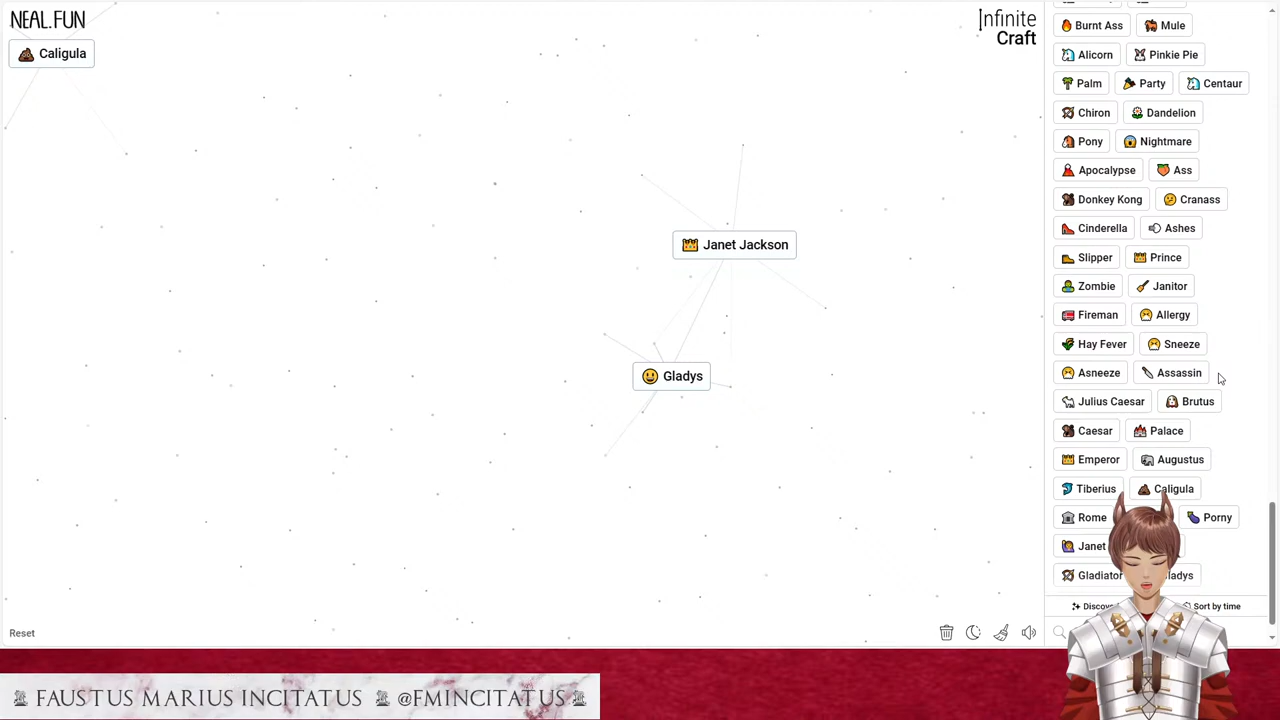 NEAL.FUN
Infinite
Craft
Caligula
Janet Jackson
Gladys
Burnt Ass Mule
Alicorn Pinkie Pie
Palm Party Centaur
Chiron Dandelion
Pony Nightmare
Apocalypse Ass
Donkey Kong Cranass
Cinderella Ashes
Slipper Prince
Zombie Janitor
Fireman Allergy
Hay Fever Sneeze
Asneeze Assassin
Julius Caesar Brutus
Caesar Palace
Emperor Augustus
Tiberius Caligula
Rome Porny
Janet
Gladiator
Sort by time
Reset
FAUSTUS MARIUS INCITATUS @FMINCITATUS